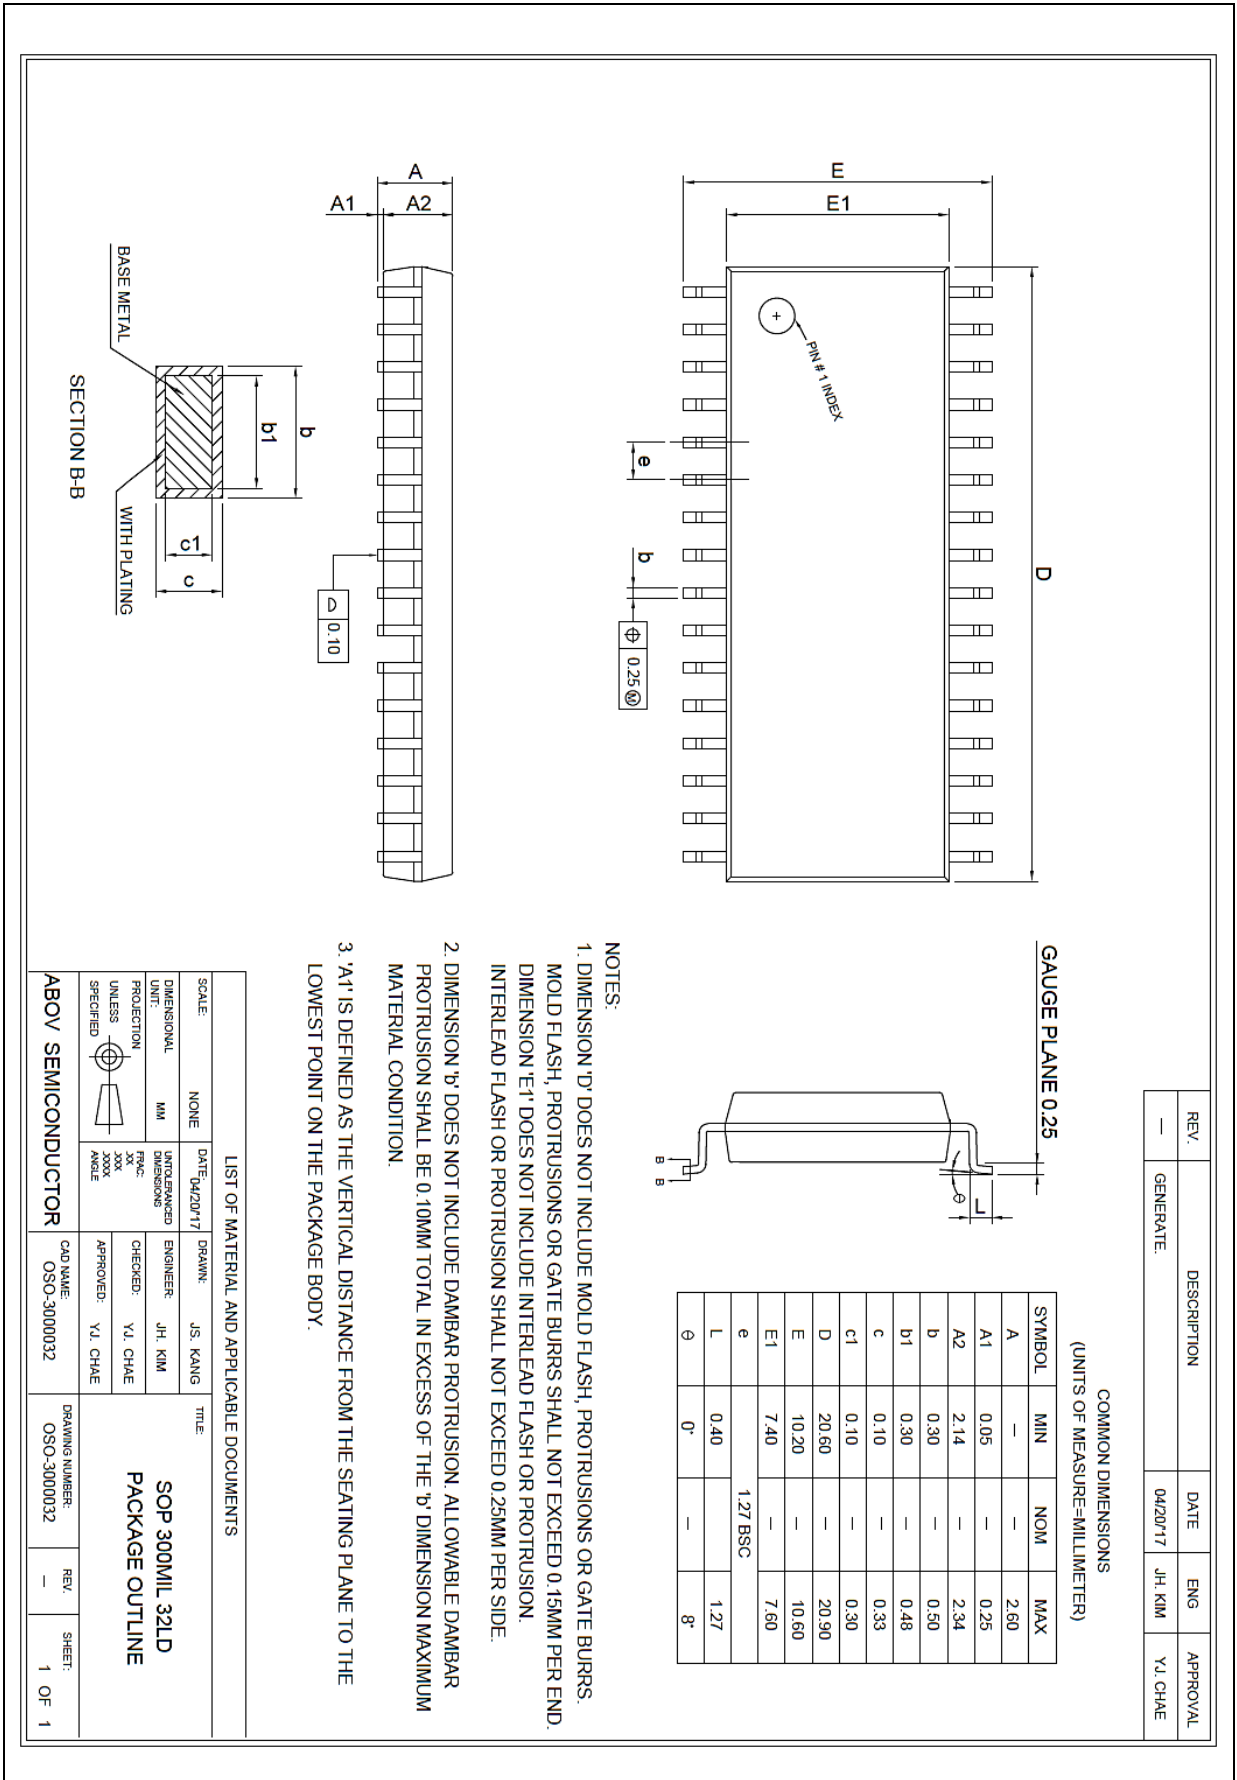 REV. DESCRIPTION DATE ENG APPROVAL
— GENERATE. 04/20/'17 JH. KIM YJ. CHAE
E
E1
D
PIN # 1 INDEX
e
b
0.25 Ⓜ
GAUGE PLANE 0.25
L
θ
B B
COMMON DIMENSIONS
(UNITS OF MEASURE=MILLIMETER)
SYMBOL MIN NOM MAX
A — — 2.60
A1 0.05 — 0.25
A2 2.14 — 2.34
b 0.30 — 0.50
b1 0.30 — 0.48
c 0.10 — 0.33
c1 0.10 — 0.30
D 20.60 — 20.90
E 10.20 — 10.60
E1 7.40 — 7.60
e 1.27 BSC
L 0.40 — 1.27
θ 0° — 8°
A
A1 A2
0.10
BASE METAL
b
b1
c1
c
WITH PLATING
SECTION B-B
NOTES:
1. DIMENSION 'D' DOES NOT INCLUDE MOLD FLASH, PROTRUSIONS OR GATE BURRS.
MOLD FLASH, PROTRUSIONS OR GATE BURRS SHALL NOT EXCEED 0.15MM PER END.
DIMENSION 'E1' DOES NOT INCLUDE INTERLEAD FLASH OR PROTRUSION.
INTERLEAD FLASH OR PROTRUSION SHALL NOT EXCEED 0.25MM PER SIDE.
2. DIMENSION 'b' DOES NOT INCLUDE DAMBAR PROTRUSION. ALLOWABLE DAMBAR
PROTRUSION SHALL BE 0.10MM TOTAL IN EXCESS OF THE 'b' DIMENSION MAXIMUM
MATERIAL CONDITION.
3. 'A1' IS DEFINED AS THE VERTICAL DISTANCE FROM THE SEATING PLANE TO THE
LOWEST POINT ON THE PACKAGE BODY.
LIST OF MATERIAL AND APPLICABLE DOCUMENTS
SCALE: NONE
DATE: 04/20/'17
DRAWN: JS. KANG
TITLE:
SOP 300MIL 32LD
PACKAGE OUTLINE
DIMENSIONAL
UNIT: MM
UNTOLERANCED
DIMENSIONS
FRAC:
.XX
.XXX
.XXXX
ANGLE
ENGINEER: JH. KIM
PROJECTION
UNLESS
SPECIFIED
CHECKED: YJ. CHAE
APPROVED: YJ. CHAE
ABOV SEMICONDUCTOR
CAD NAME:
OSO-3000032
DRAWING NUMBER:
OSO-3000032
REV.
—
SHEET:
1 OF 1